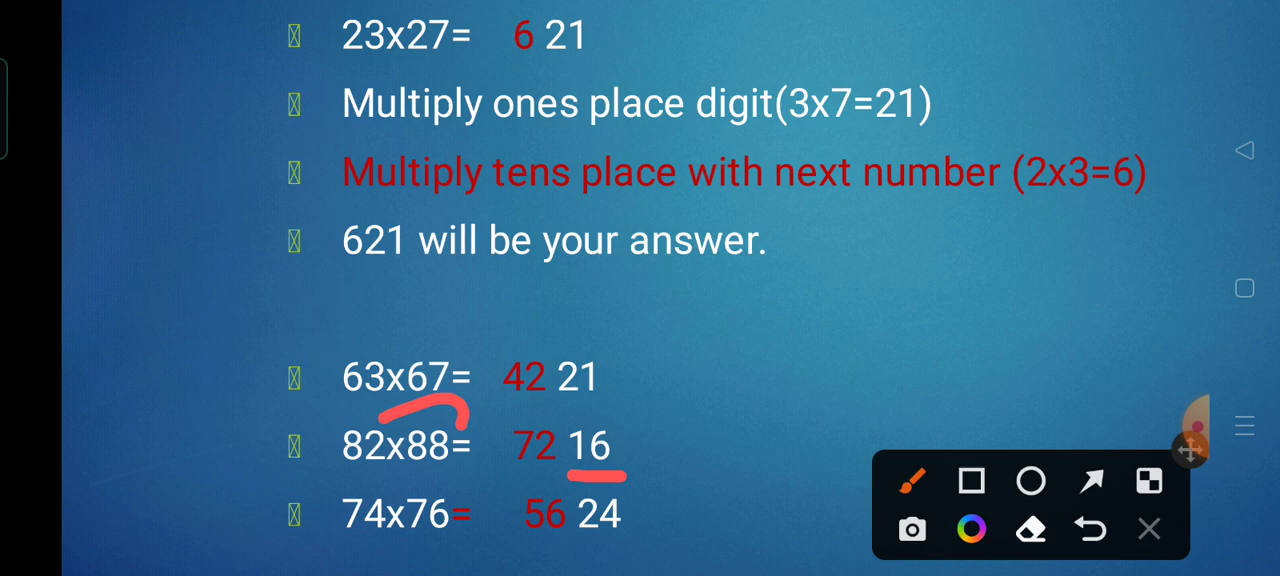 23x27= 6 21
Multiply ones place digit(3x7=21)
Multiply tens place with next number (2x3=6)
621 will be your answer.
63x67= 42 21
82x88= 72 16
74x76= 56 24